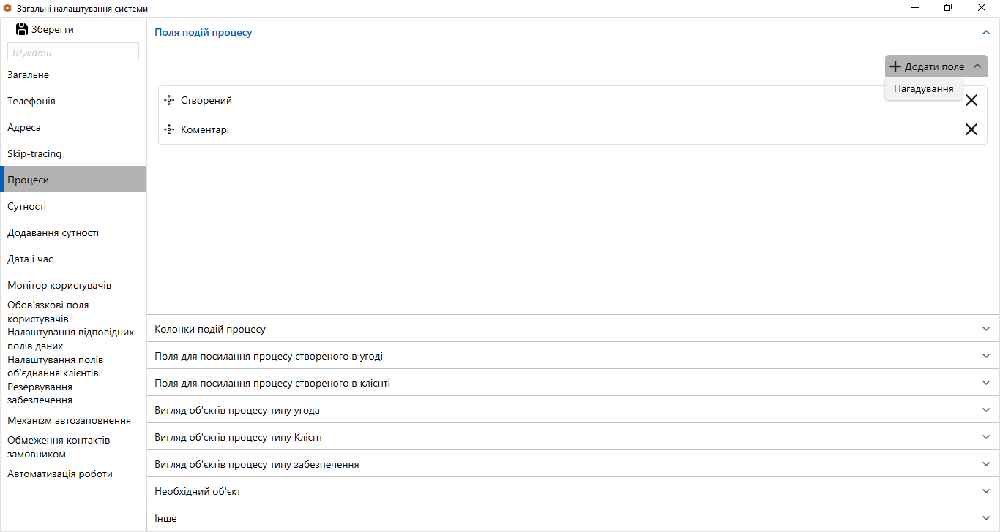 Загальні налаштування системи
Зберегти
Шукати
Загальне
Телефонія
Адреса
Skip-tracing
Процеси
Сутності
Додавання сутності
Дата і час
Монітор користувачів
Обов'язкові поля
користувачів
Налаштування відповідних
полів даних
Налаштування полів
об'єднання клієнтів
Резервування
забезпечення
Механізм автозаповнення
Обмеження контактів
замовником
Автоматизація роботи
Поля подій процесу
Додати поле
Нагадування
Створений
Коментарі
Колонки подій процесу
Поля для посилання процесу створеного в угоді
Поля для посилання процесу створеного в клієнті
Вигляд об'єктів процесу типу угода
Вигляд об'єктів процесу типу Клієнт
Вигляд об'єктів процесу типу забезпечення
Необхідний об'єкт
Інше